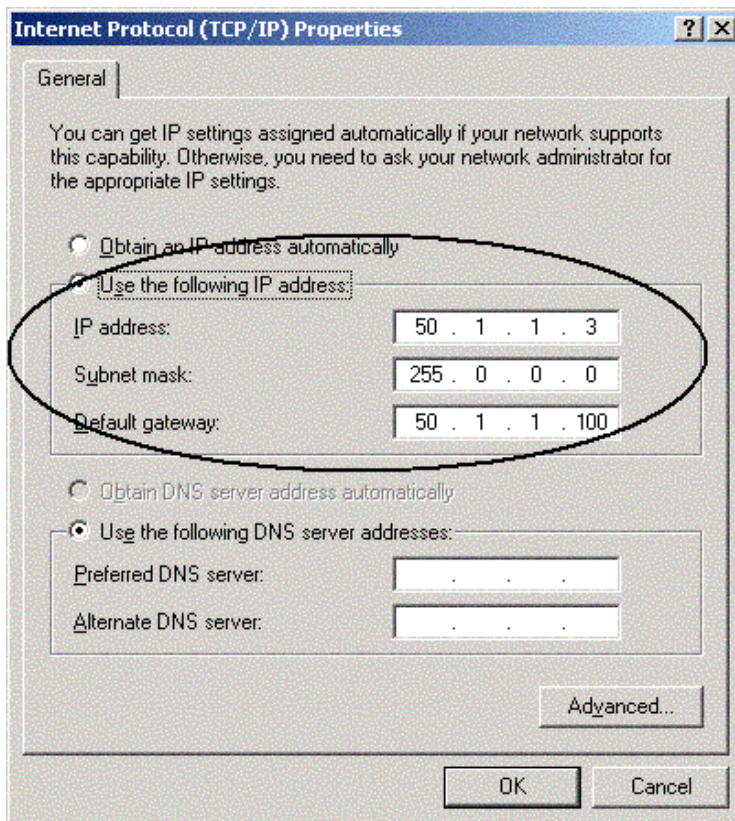 Internet Protocol (TCP/IP) Properties
General
You can get IP settings assigned automatically if your network supports
this capability. Otherwise, you need to ask your network administrator for
the appropriate IP settings.
Obtain an IP address automatically
Use the following IP address:
IP address: 50 . 1 . 1 . 3
Subnet mask: 255 . 0 . 0 . 0
Default gateway: 50 . 1 . 1 . 100
Obtain DNS server address automatically
Use the following DNS server addresses:
Preferred DNS server: . . .
Alternate DNS server: . . .
Advanced...
OK Cancel